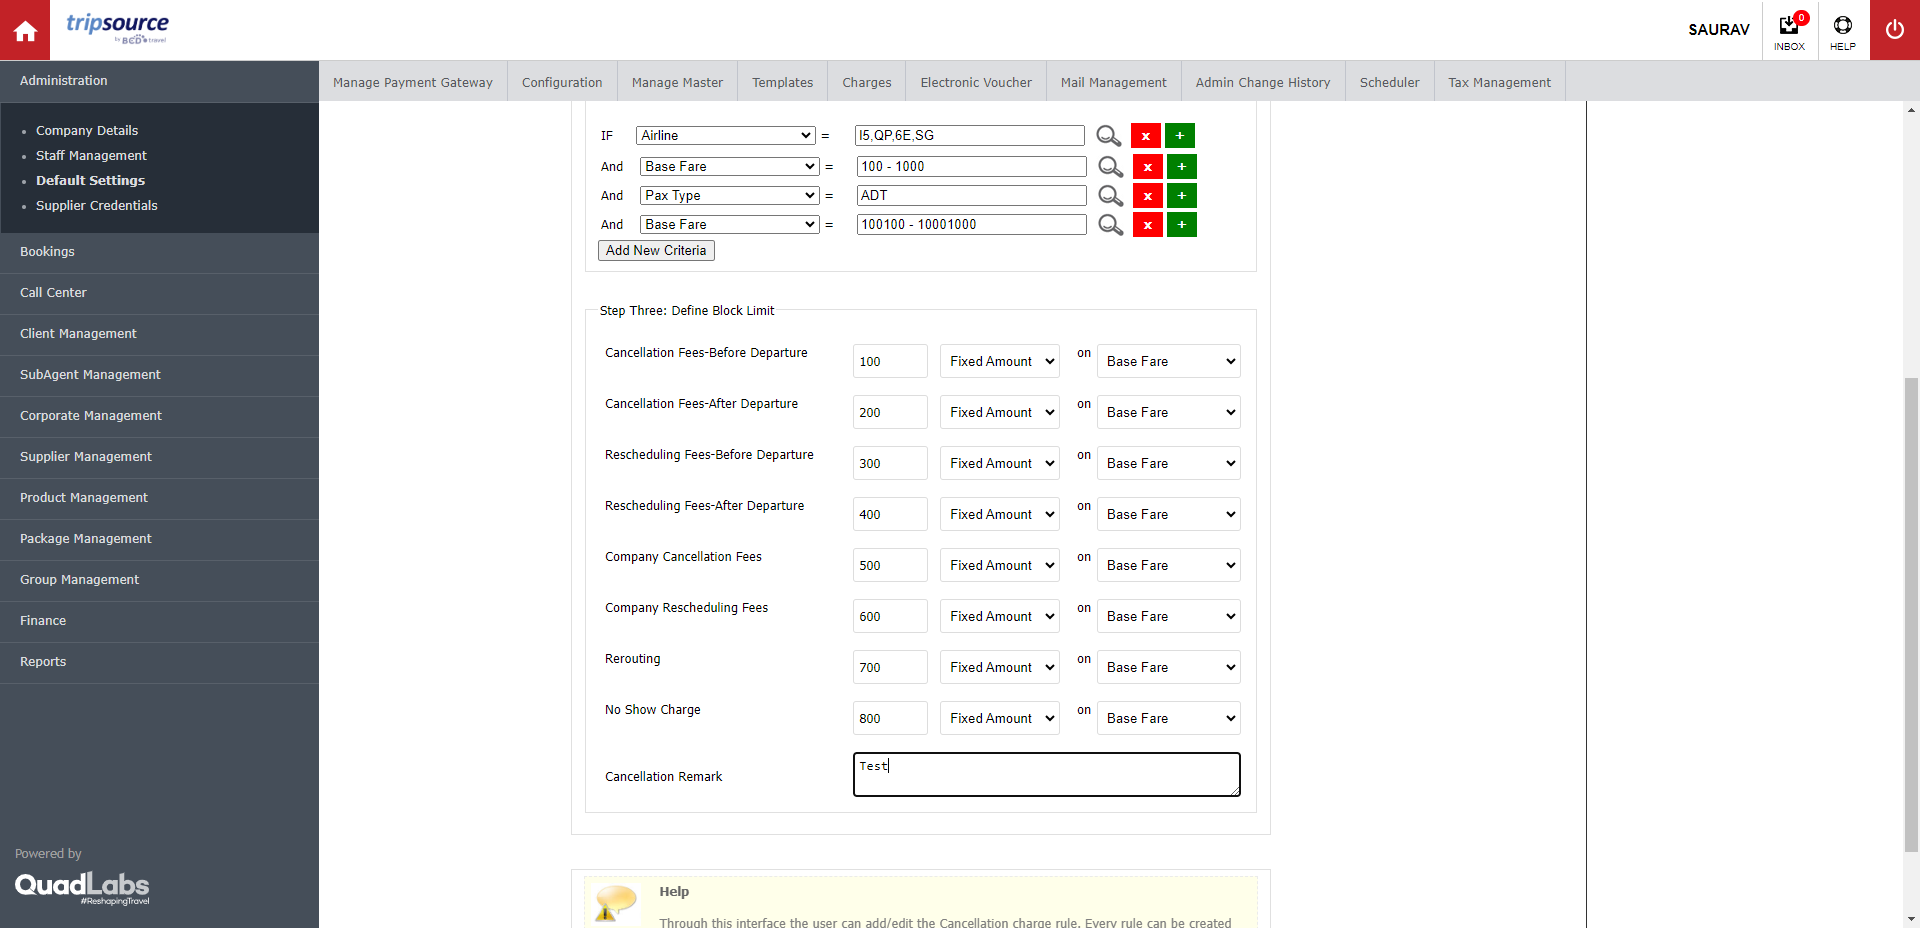 tripsource
by BCD travel
SAURAV
0
INBOX
HELP
Administration
Manage Payment Gateway
Configuration
Manage Master
Templates
Charges
Electronic Voucher
Mail Management
Admin Change History
Scheduler
Tax Management
Company Details
Staff Management
Default Settings
Supplier Credentials
Bookings
Call Center
Client Management
SubAgent Management
Corporate Management
Supplier Management
Product Management
Package Management
Group Management
Finance
Reports
Powered by
QuadLabs
#ReshapingTravel
IF Airline = I5,QP,6E,SG x +
And Base Fare = 100 - 1000 x +
And Pax Type = ADT x +
And Base Fare = 100100 - 10001000 x +
Add New Criteria
Step Three: Define Block Limit
Cancellation Fees-Before Departure 100 Fixed Amount on Base Fare
Cancellation Fees-After Departure 200 Fixed Amount on Base Fare
Rescheduling Fees-Before Departure 300 Fixed Amount on Base Fare
Rescheduling Fees-After Departure 400 Fixed Amount on Base Fare
Company Cancellation Fees 500 Fixed Amount on Base Fare
Company Rescheduling Fees 600 Fixed Amount on Base Fare
Rerouting 700 Fixed Amount on Base Fare
No Show Charge 800 Fixed Amount on Base Fare
Cancellation Remark Test
Help
Through this interface the user can add/edit the Cancellation charge rule. Every rule can be created